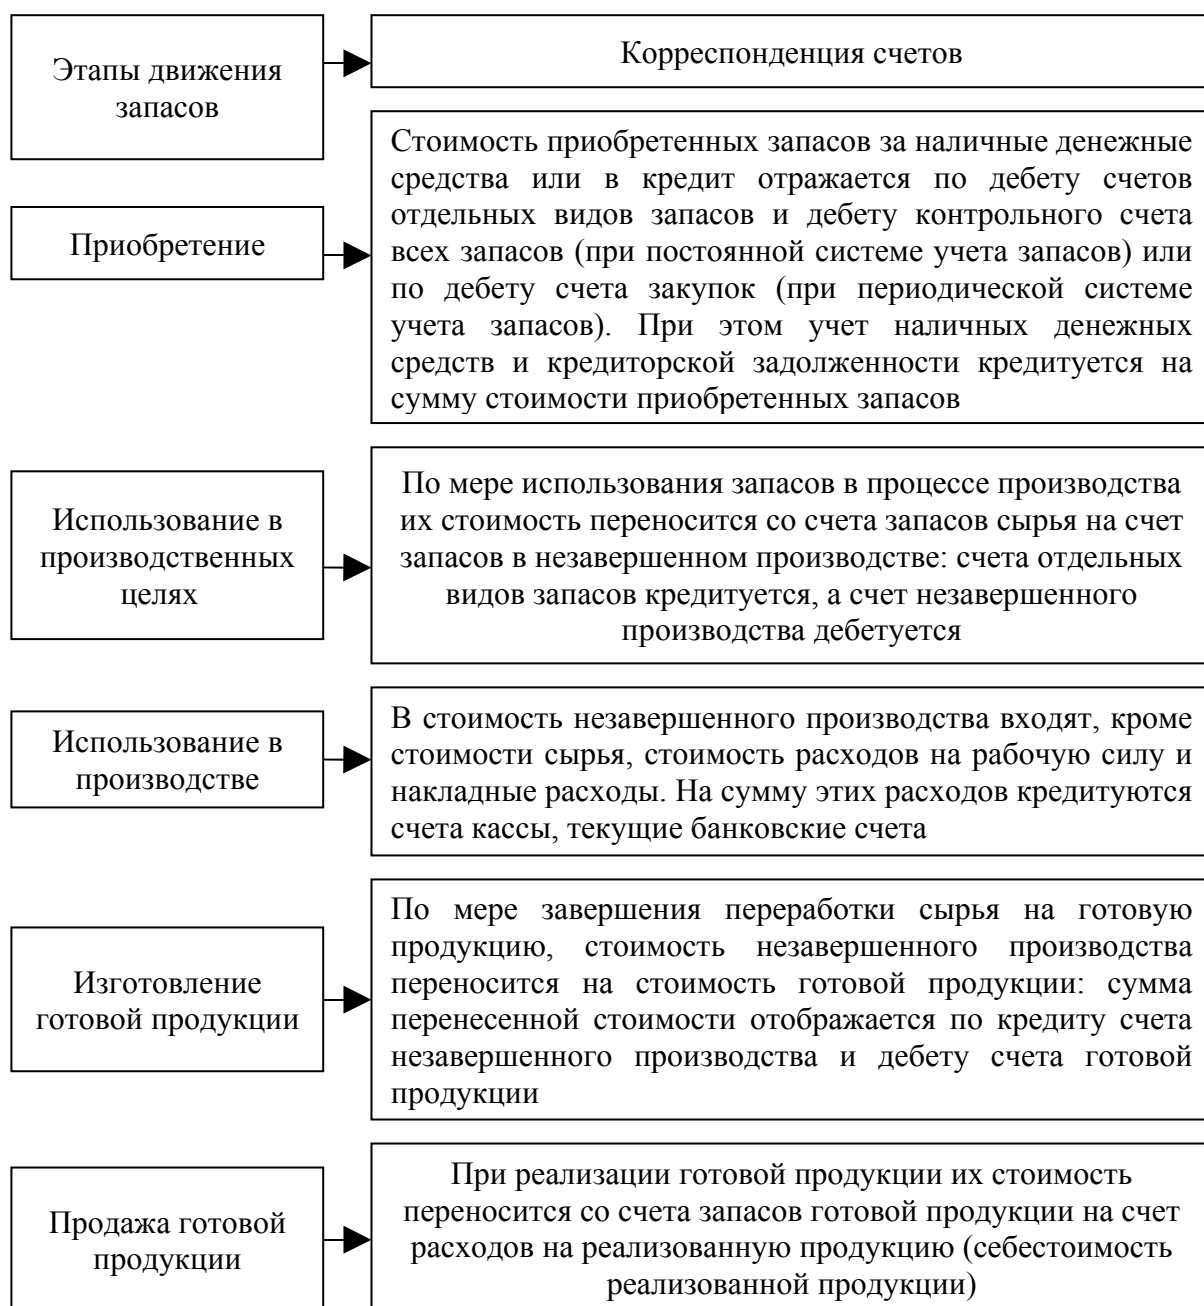 Этапы движения
запасов
Корреспонденция счетов
Приобретение
Стоимость приобретенных запасов за наличные денежные
средства или в кредит отражается по дебету счетов
отдельных видов запасов и дебету контрольного счета
всех запасов (при постоянной системе учета запасов) или
по дебету счета закупок (при периодической системе
учета запасов). При этом учет наличных денежных
средств и кредиторской задолженности кредитуется на
сумму стоимости приобретенных запасов
Использование в
производственных
целях
По мере использования запасов в процессе производства
их стоимость переносится со счета запасов сырья на счет
запасов в незавершенном производстве: счета отдельных
видов запасов кредитуется, а счет незавершенного
производства дебетуется
Использование в
производстве
В стоимость незавершенного производства входят, кроме
стоимости сырья, стоимость расходов на рабочую силу и
накладные расходы. На сумму этих расходов кредитуются
счета кассы, текущие банковские счета
Изготовление
готовой продукции
По мере завершения переработки сырья на готовую
продукцию, стоимость незавершенного производства
переносится на стоимость готовой продукции: сумма
перенесенной стоимости отображается по кредиту счета
незавершенного производства и дебету счета готовой
продукции
Продажа готовой
продукции
При реализации готовой продукции их стоимость
переносится со счета запасов готовой продукции на счет
расходов на реализованную продукцию (себестоимость
реализованной продукции)